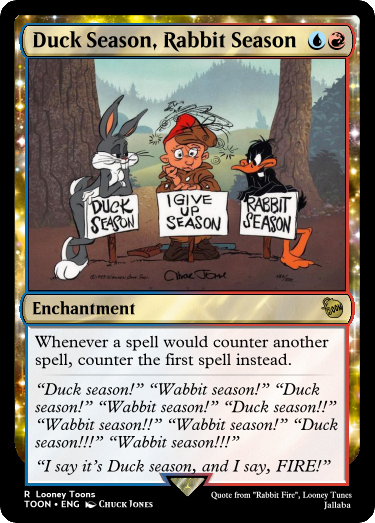 Duck Season, Rabbit Season
DUCK
SEASON
I GIVE
UP
SEASON
RABBIT
SEASON
Chuck Jones
Enchantment
Whenever a spell would counter another
spell, counter the first spell instead.
“Duck season!” “Wabbit season!” “Duck
season!” “Wabbit season!” “Duck season!!”
“Wabbit season!!” “Wabbit season!” “Duck
season!!!” “Wabbit season!!!”
“I say it's Duck season, and I say, FIRE!”
R Looney Toons
TOON • ENG Chuck Jones
Quote from "Rabbit Fire", Looney Tunes
Jallaba